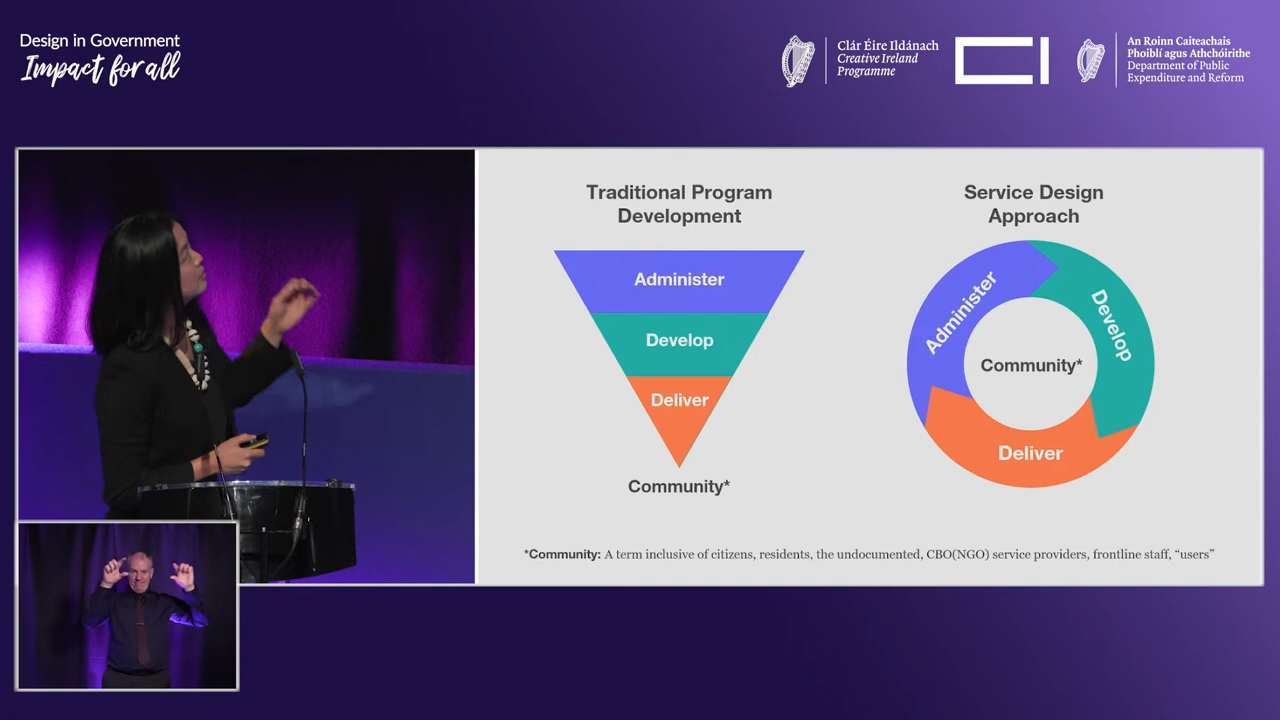 Design in Government
Impact for all
Clár Éire Ildánach
Creative Ireland
Programme
An Roinn Caiteachais
Phoiblí agus Athchóirithe
Department of Public
Expenditure and Reform
Traditional Program
Development
Administer
Develop
Deliver
Community*
Service Design
Approach
Administer
Develop
Community*
Deliver
*Community: A term inclusive of citizens, residents, the undocumented, CBO(NGO) service providers, frontline staff, “users”